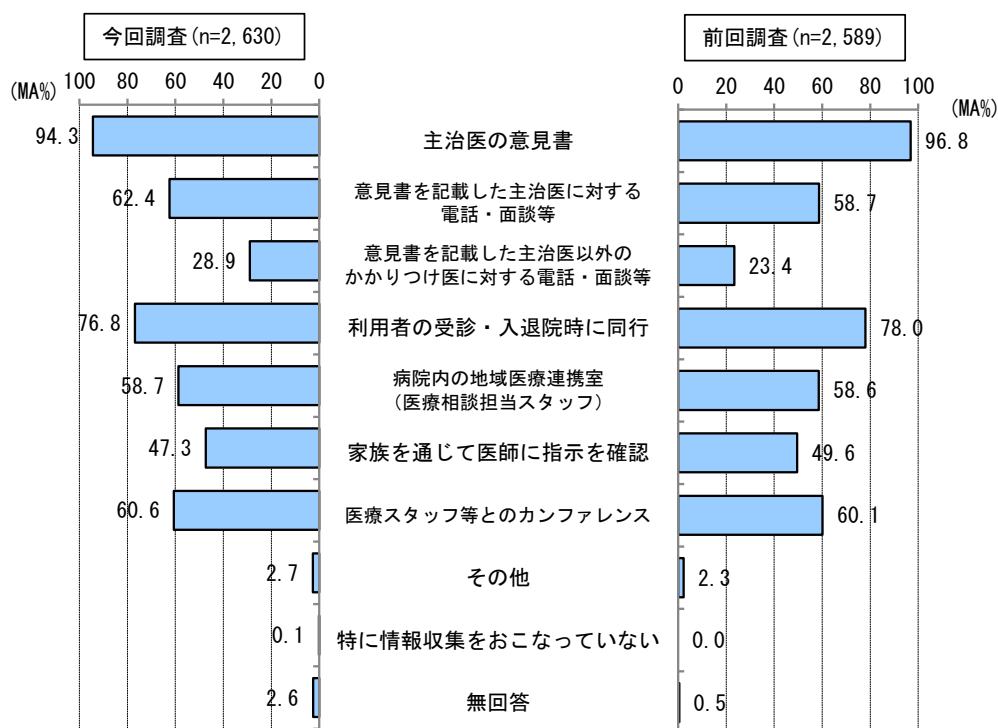 今回調査(n=2,630)
前回調査(n=2,589)
(MA%)
100 80 60 40 20 0
0 20 40 60 80 100
(MA%)
94.3 主治医の意見書 96.8
62.4 意見書を記載した主治医に対する
電話・面談等 58.7
28.9 意見書を記載した主治医以外の
かかりつけ医に対する電話・面談等 23.4
76.8 利用者の受診・入退院時に同行 78.0
58.7 病院内の地域医療連携室
(医療相談担当スタッフ) 58.6
47.3 家族を通じて医師に指示を確認 49.6
60.6 医療スタッフ等とのカンファレンス 60.1
2.7 その他 2.3
0.1 特に情報収集をおこなっていない 0.0
2.6 無回答 0.5